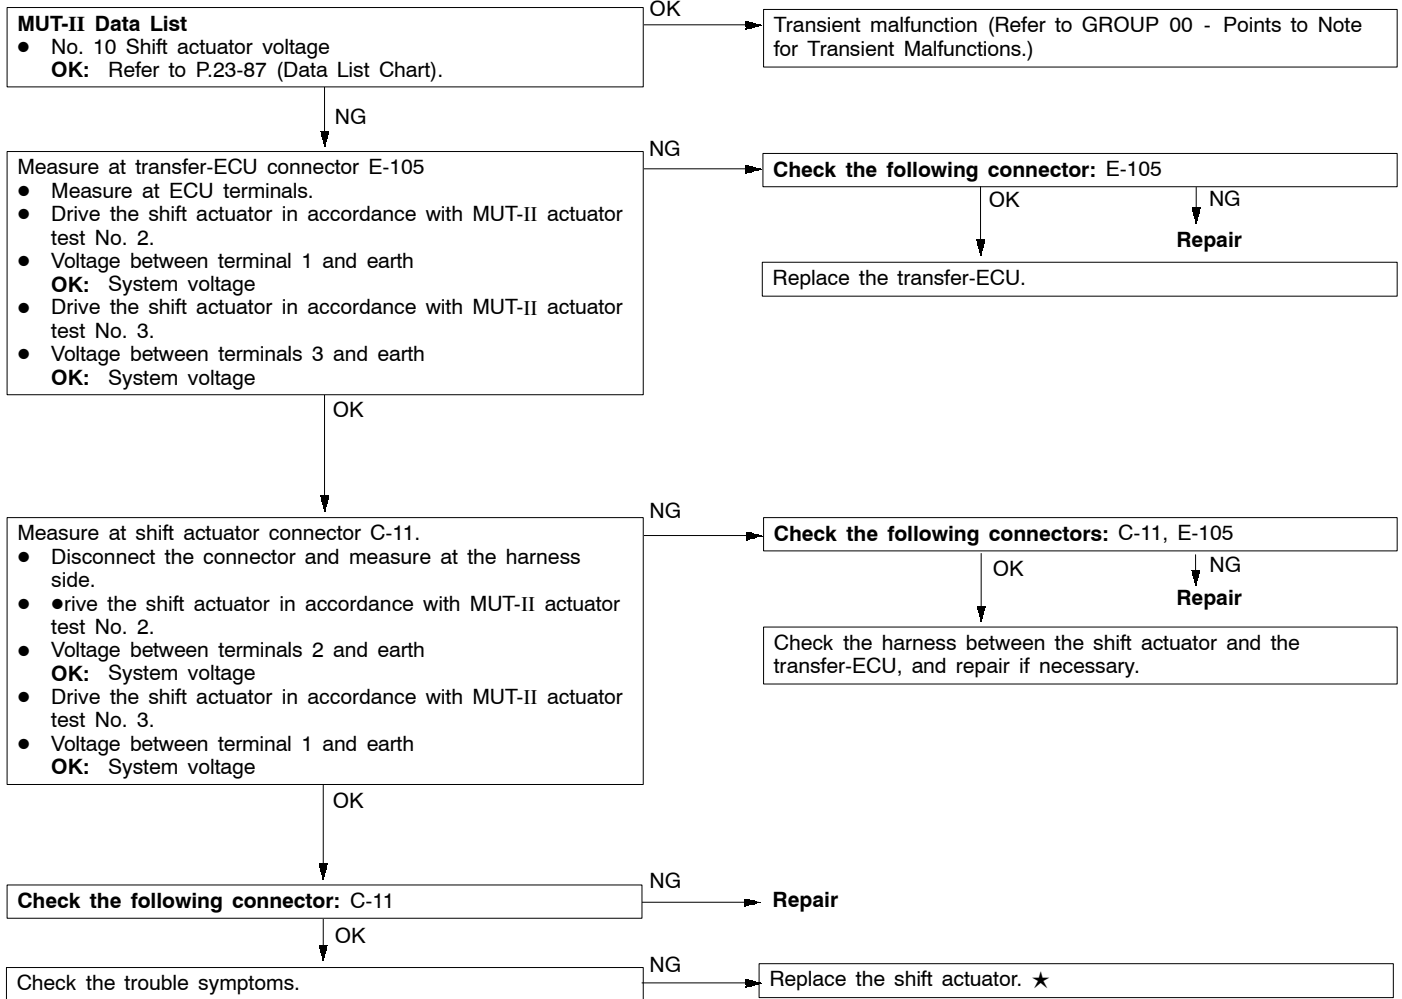 MUT-II Data List
● No. 10 Shift actuator voltage
OK: Refer to P.23-87 (Data List Chart).
OK
Transient malfunction (Refer to GROUP 00 - Points to Note
for Transient Malfunctions.)
NG
Measure at transfer-ECU connector E-105
● Measure at ECU terminals.
● Drive the shift actuator in accordance with MUT-II actuator
test No. 2.
● Voltage between terminal 1 and earth
OK: System voltage
● Drive the shift actuator in accordance with MUT-II actuator
test No. 3.
● Voltage between terminals 3 and earth
OK: System voltage
NG
Check the following connector: E-105
OK
NG
Repair
Replace the transfer-ECU.
OK
Measure at shift actuator connector C-11.
● Disconnect the connector and measure at the harness
side.
● ●rive the shift actuator in accordance with MUT-II actuator
test No. 2.
● Voltage between terminals 2 and earth
OK: System voltage
● Drive the shift actuator in accordance with MUT-II actuator
test No. 3.
● Voltage between terminal 1 and earth
OK: System voltage
NG
Check the following connectors: C-11, E-105
OK
NG
Repair
Check the harness between the shift actuator and the
transfer-ECU, and repair if necessary.
OK
Check the following connector: C-11
NG
Repair
OK
Check the trouble symptoms.
NG
Replace the shift actuator. ★